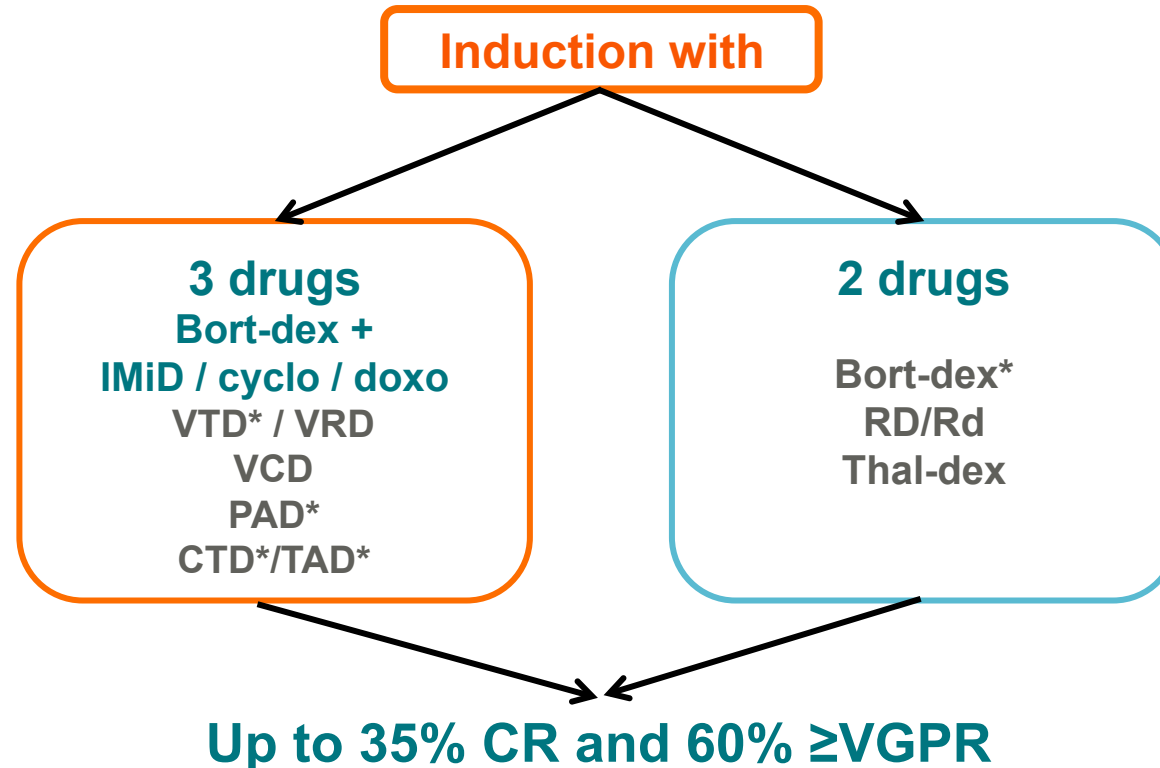 Induction with
3 drugs
Bort-dex +
IMiD / cyclo / doxo
VTD* / VRD
VCD
PAD*
CTD*/TAD*
2 drugs
Bort-dex*
RD/Rd
Thal-dex
Up to 35% CR and 60% ≥VGPR